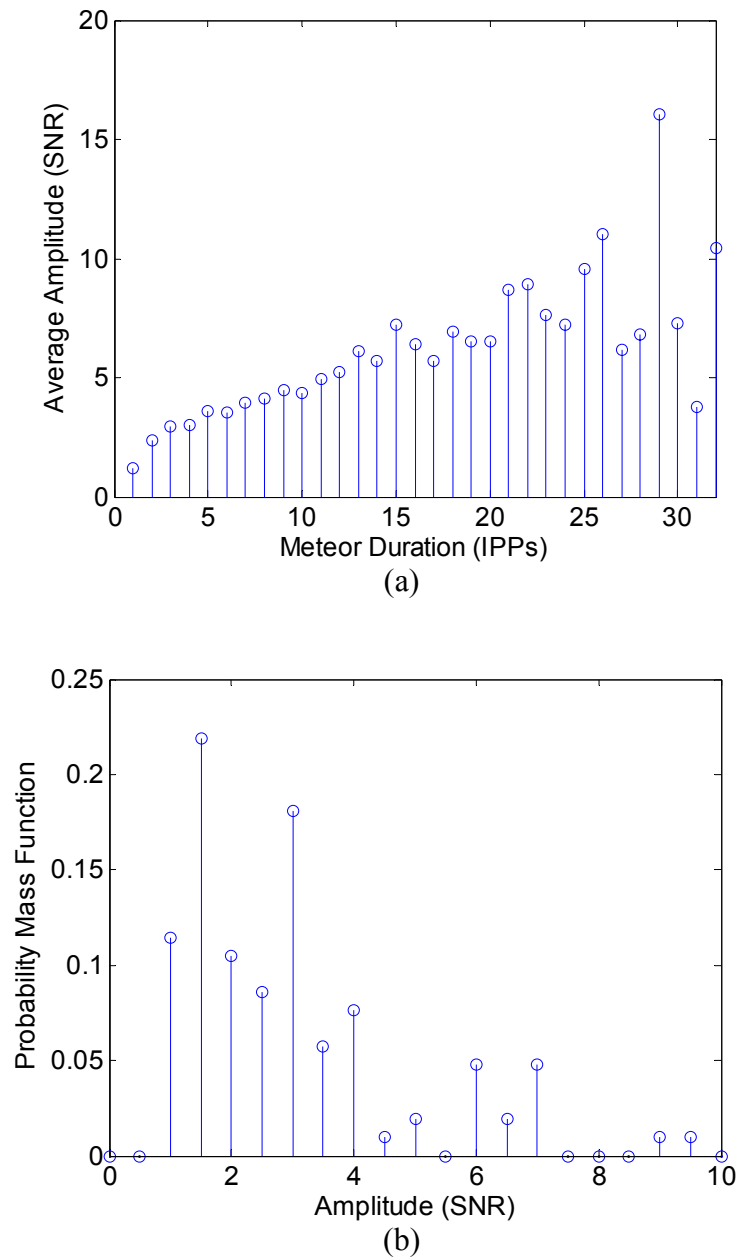 20
15
10
5
0
Average Amplitude (SNR)
0 5 10 15 20 25 30
Meteor Duration (IPPs)
(a)
0.25
0.2
0.15
0.1
0.05
0
Probability Mass Function
0 2 4 6 8 10
Amplitude (SNR)
(b)